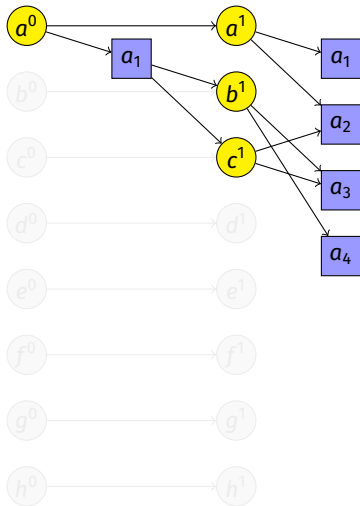 a⁰ a¹ a₁
a₁
b⁰ b¹ a₂
c⁰ c¹ a₃
d⁰ d¹ a₄
e⁰ e¹
f⁰ f¹
g⁰ g¹
h⁰ h¹